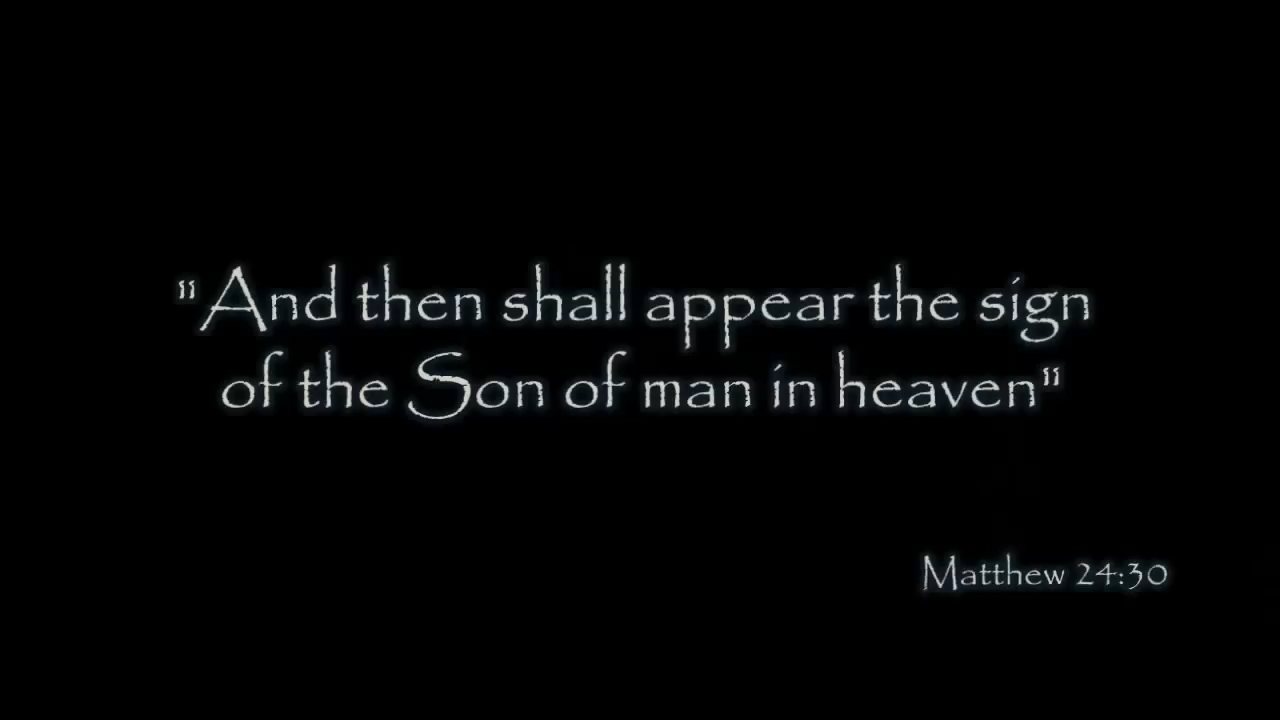 "And then shall appear the sign
of the Son of man in heaven"
Matthew 24:30